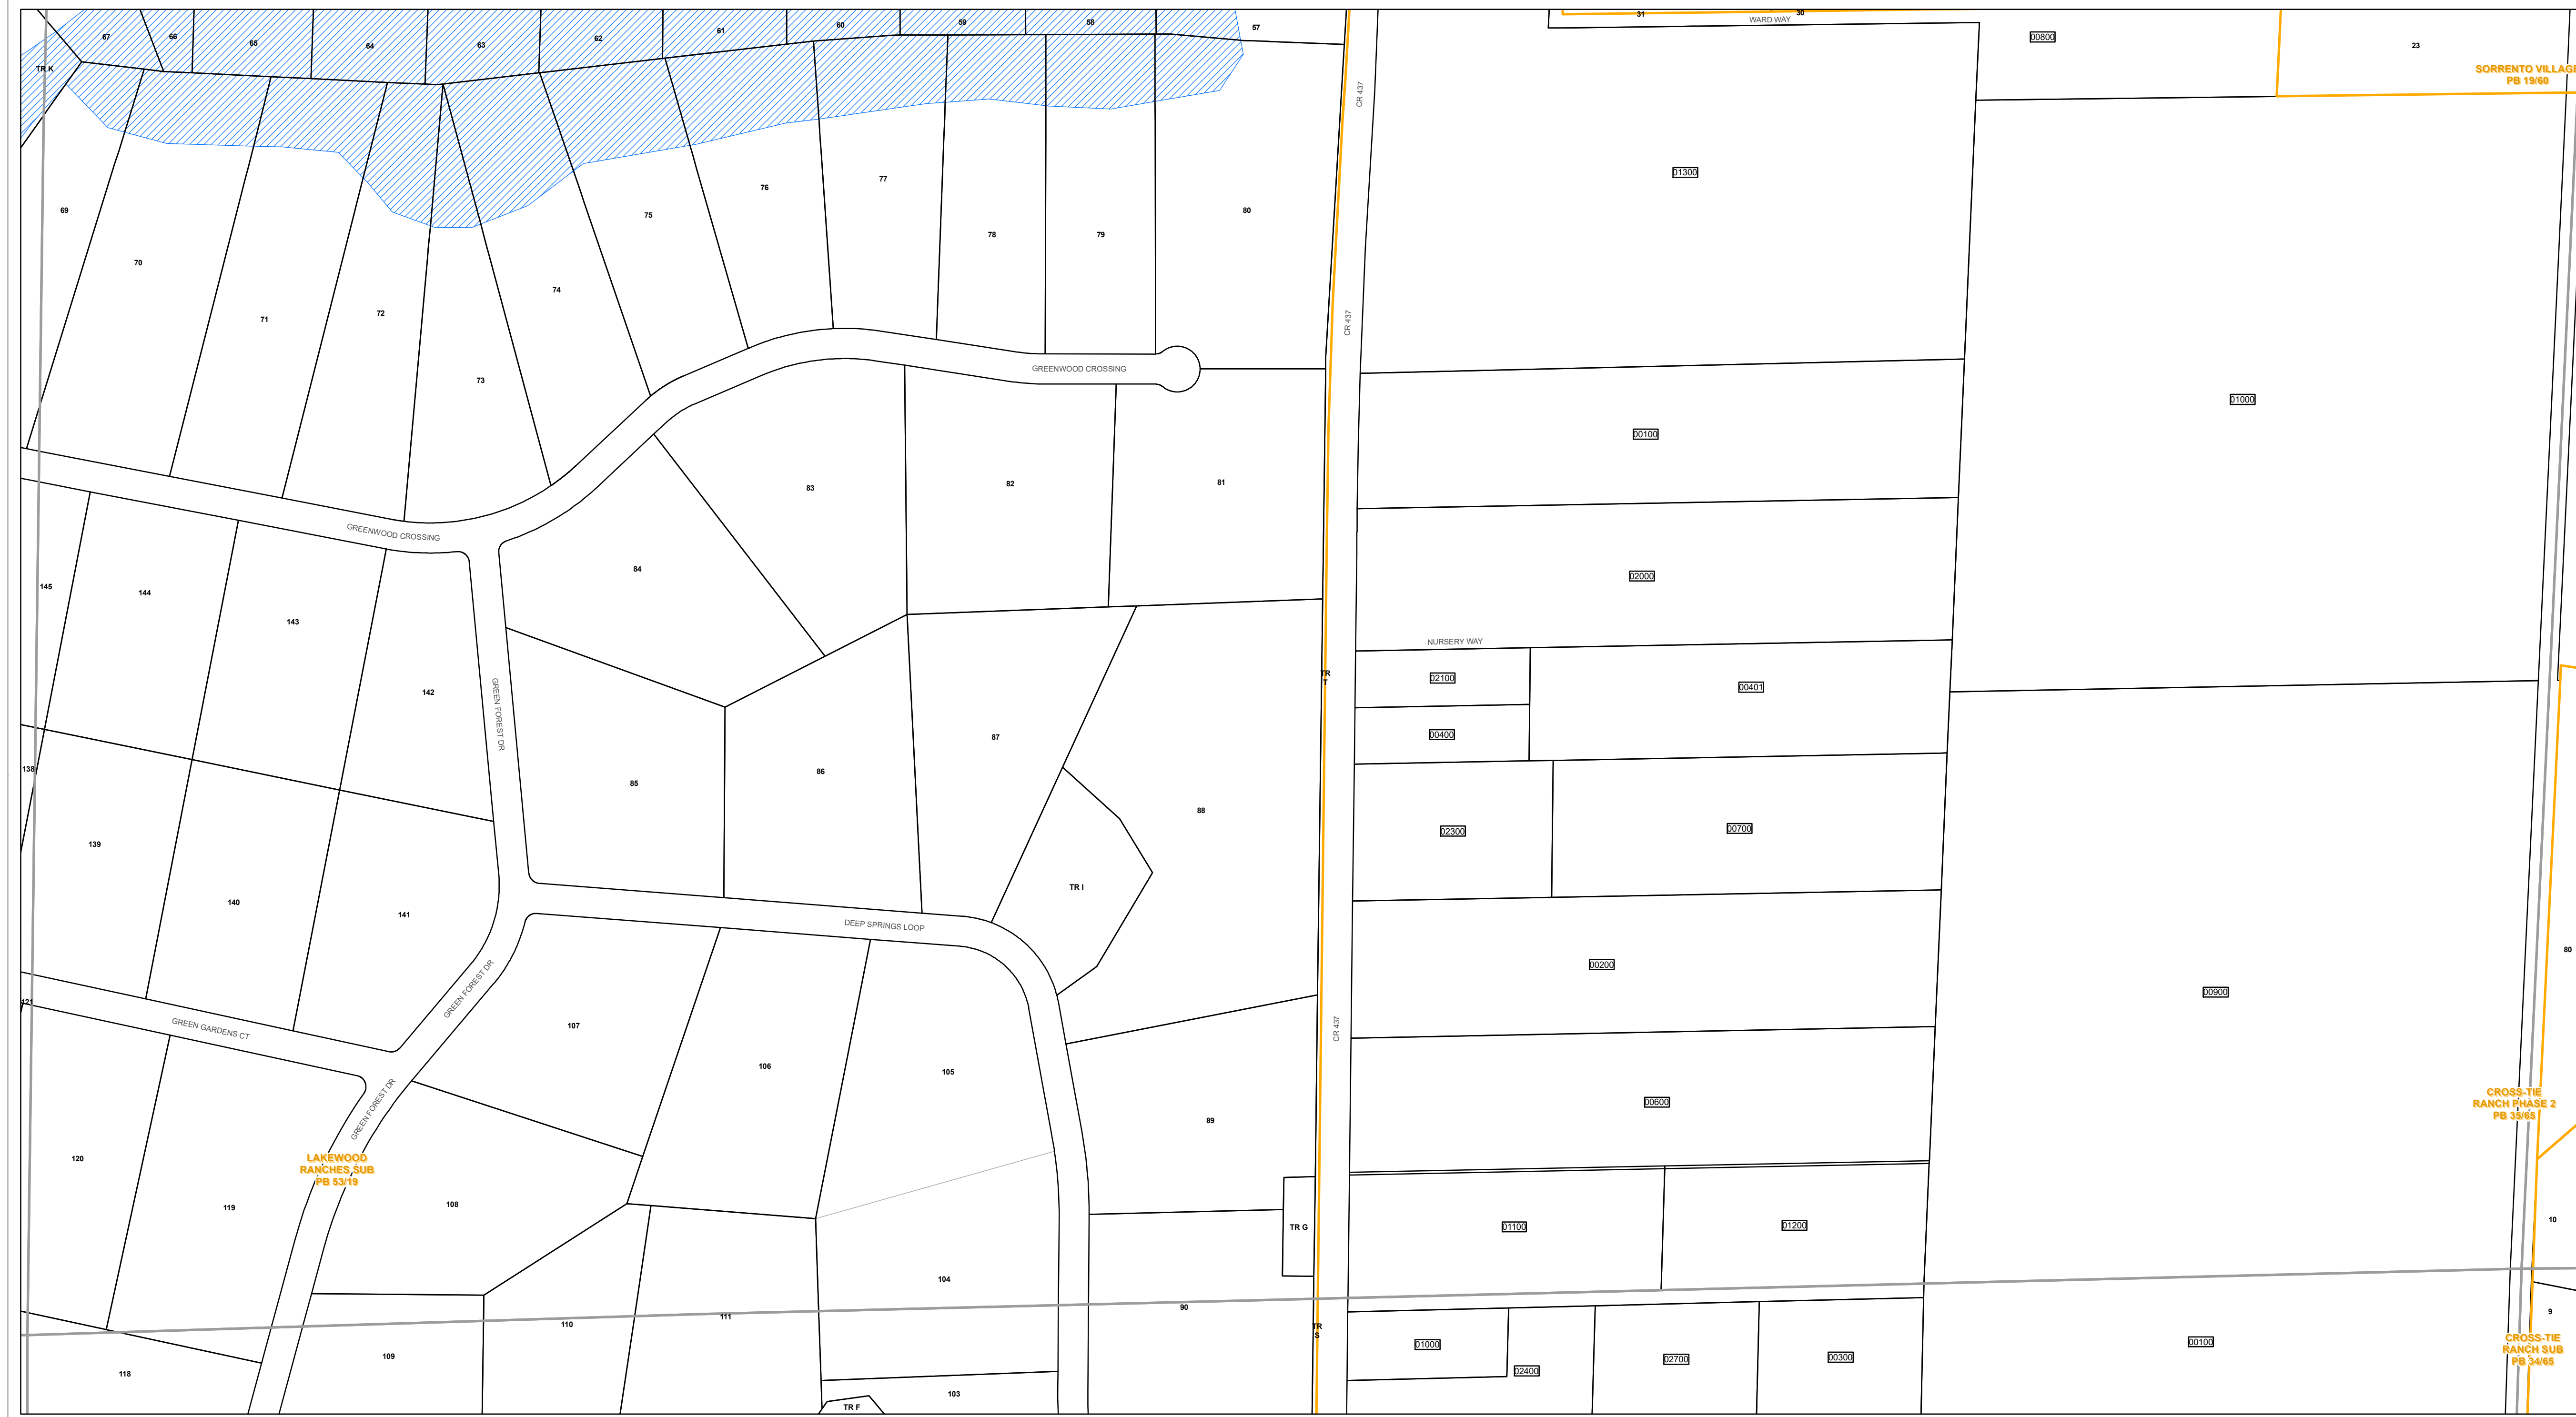 67
66
65
64
63
62
61
60
59
58
57
31
30
WARD WAY
00800
23
TR K
SORRENTO VILLAGE
PB 19/60
CR 437
01300
69
70
71
72
73
74
75
76
77
78
79
80
CR 437
GREENWOOD CROSSING
01000
00100
83
82
81
GREENWOOD CROSSING
84
02000
145
144
143
142
NURSERY WAY
GREEN FOREST DR
TR
T
02100
00401
00400
87
138
85
86
88
02300
00700
139
140
141
TR I
DEEP SPRINGS LOOP
80
00200
00900
121
GREEN GARDENS CT
GREEN FOREST DR
107
CR 437
106
105
GREEN FOREST DR
89
00600
CROSS-TIE
RANCH PHASE 2
PB 35/65
120
LAKEWOOD
RANCHES SUB
PB 53/19
119
108
TR G
01100
01200
10
104
90
111
110
9
109
118
TR
S
01000
02400
02700
00300
00100
CROSS-TIE
RANCH SUB
PB 34/65
103
TR F